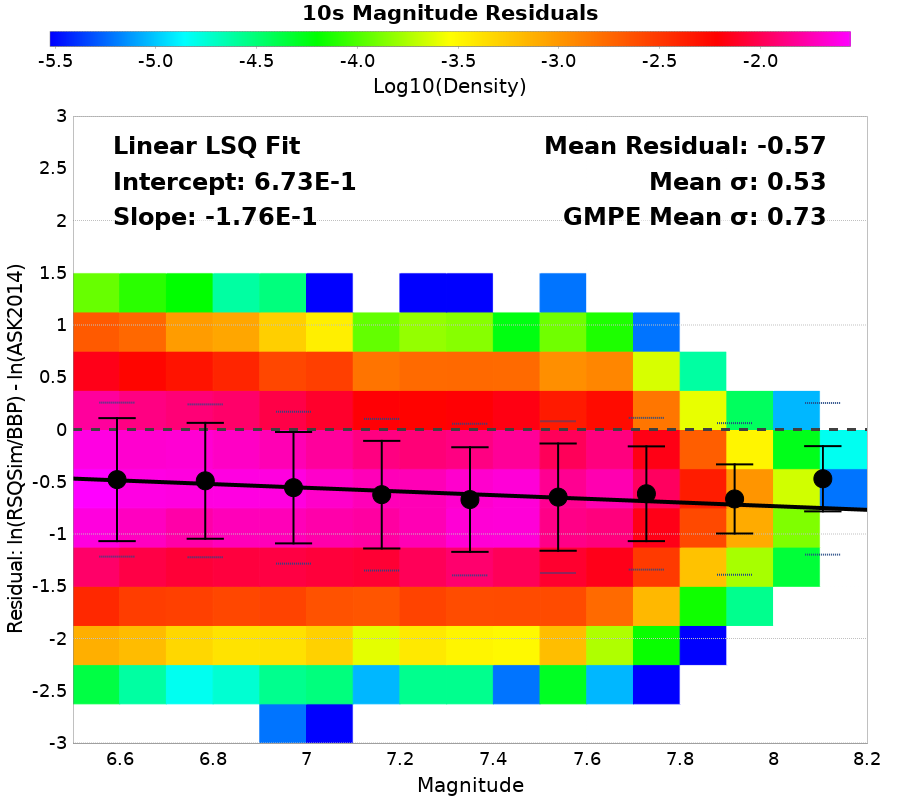 10s Magnitude Residuals
-5.5 -5.0 -4.5 -4.0 -3.5 -3.0 -2.5 -2.0
Log10(Density)
Linear LSQ Fit
Intercept: 6.73E-1
Slope: -1.76E-1
Mean Residual: -0.57
Mean σ: 0.53
GMPE Mean σ: 0.73
Residual: ln(RSQSim/BBP) - ln(ASK2014)
3
2.5
2
1.5
1
0.5
0
-0.5
-1
-1.5
-2
-2.5
-3
6.6 6.8 7 7.2 7.4 7.6 7.8 8 8.2
Magnitude